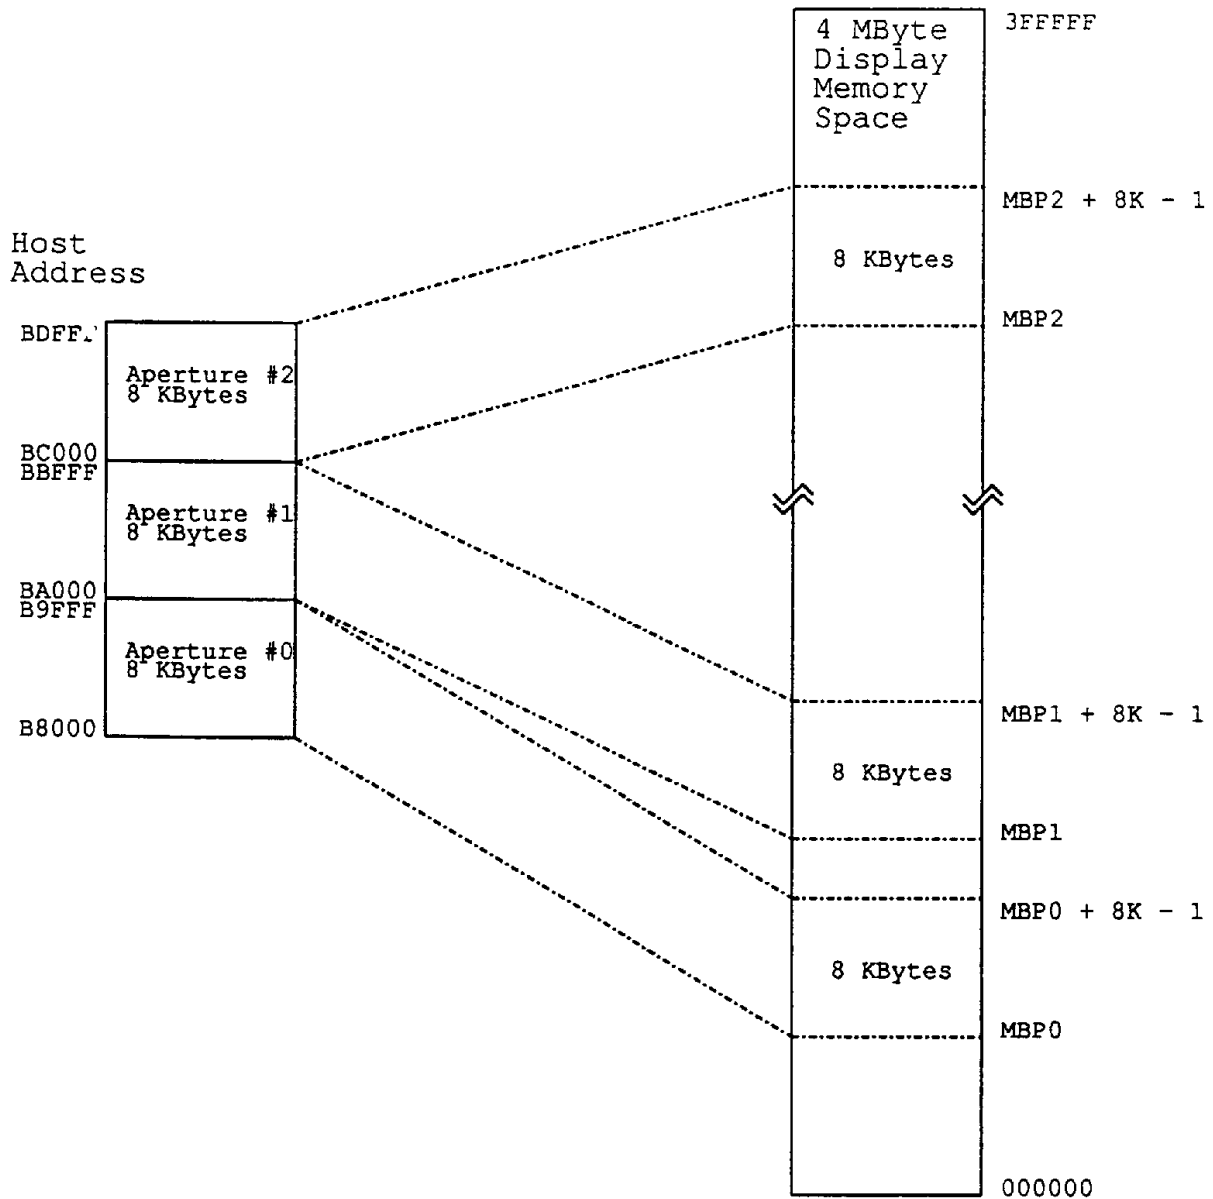 3FFFFF
4 MByte
Display
Memory
Space
MBP2 + 8K - 1
Host
Address
8 KBytes
MBP2
Aperture #2
8 KBytes
BC000
BBFFF
Aperture #1
8 KBytes
BA000
B9FFF
Aperture #0
8 KBytes
B8000
MBP1 + 8K - 1
8 KBytes
MBP1
MBP0 + 8K - 1
8 KBytes
MBP0
000000